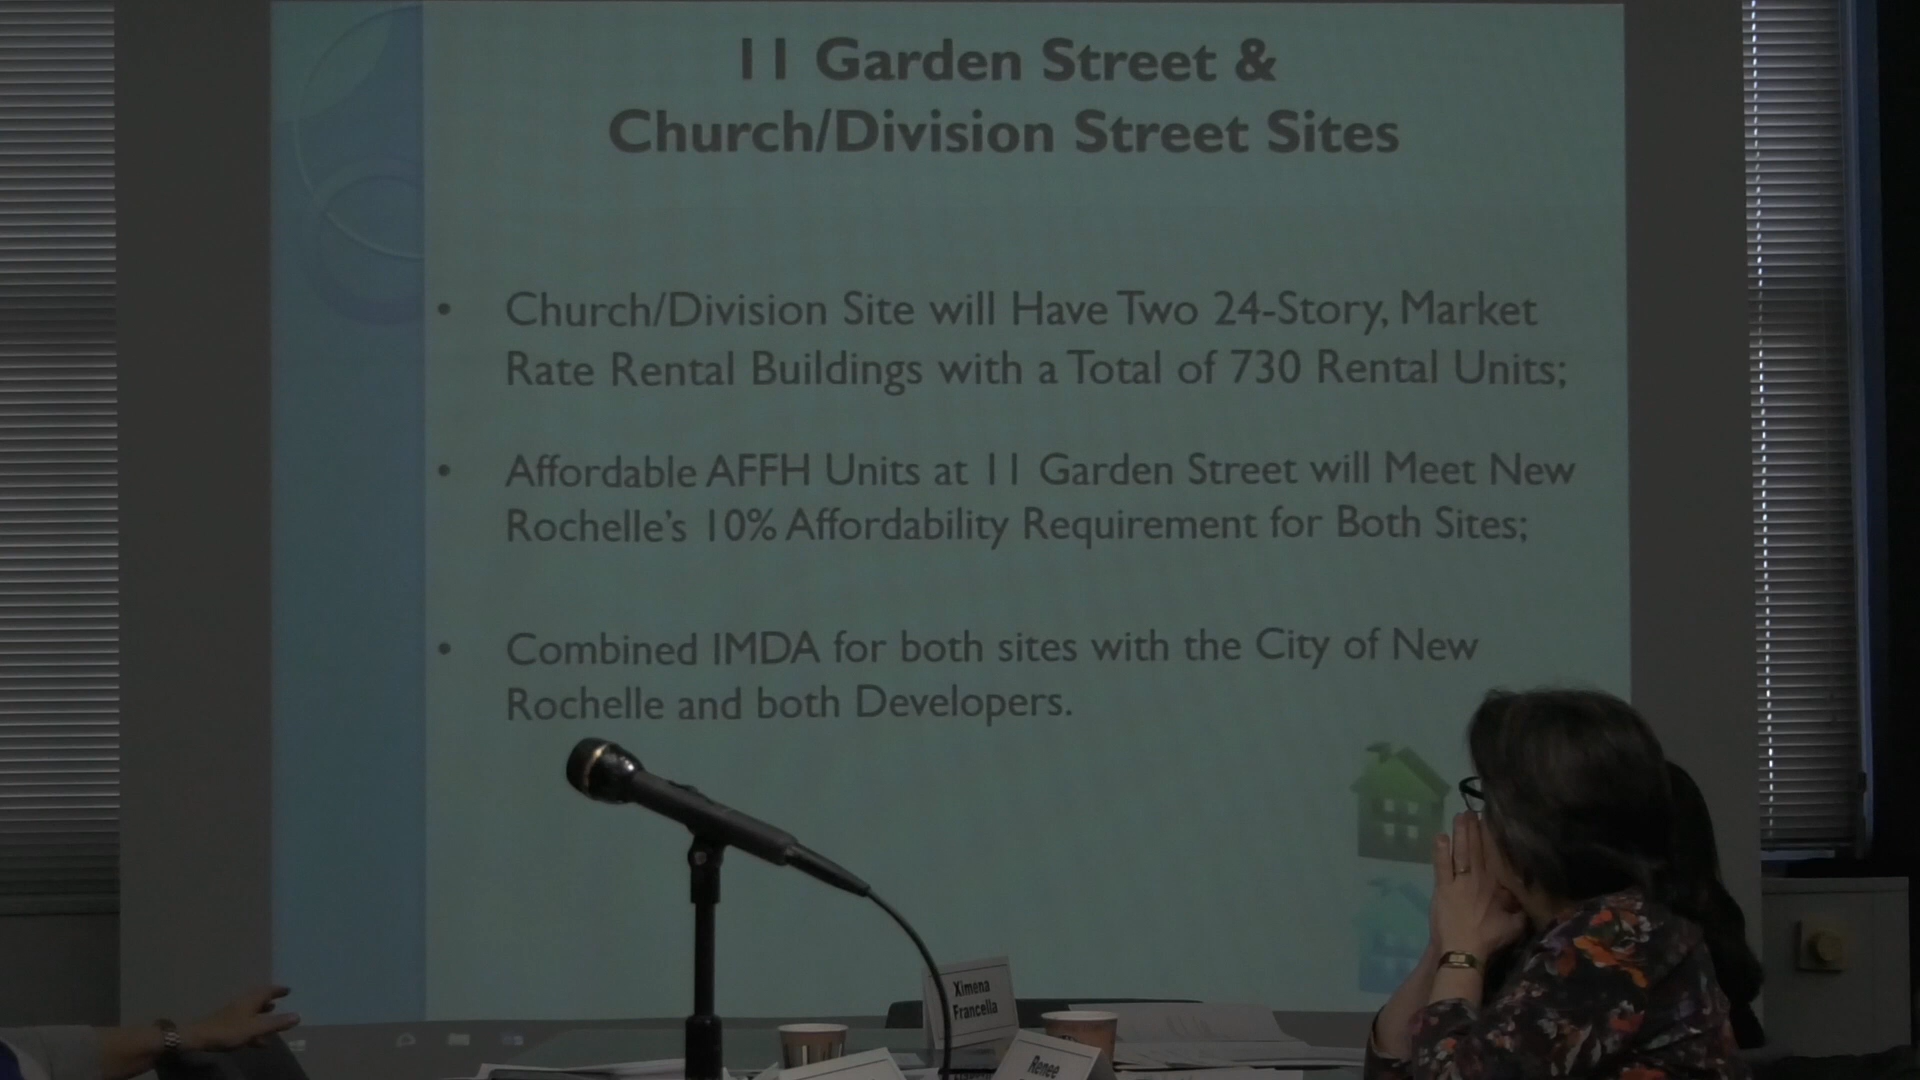 11 Garden Street &
Church/Division Street Sites
• Church/Division Site will Have Two 24-Story, Market
Rate Rental Buildings with a Total of 730 Rental Units;
• Affordable AFFH Units at 11 Garden Street will Meet New
Rochelle's 10% Affordability Requirement for Both Sites;
• Combined IMDA for both sites with the City of New
Rochelle and both Developers.
Ximena
Francella
Renee